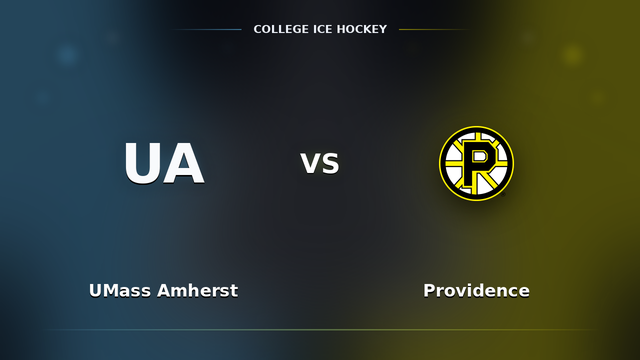 COLLEGE ICE HOCKEY
UA
VS
P
UMass Amherst
Providence